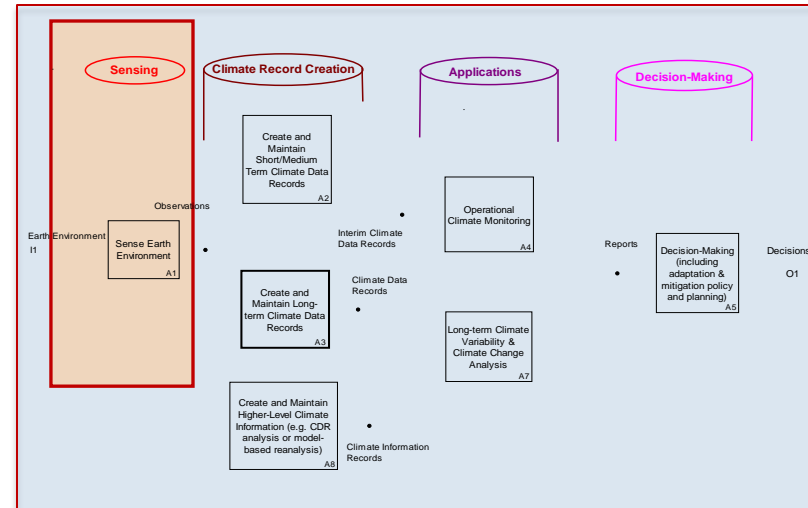 Sensing
Climate Record Creation
Applications
Decision-Making
Create and
Maintain
Short/Medium
Term Climate Data
Records
A2
Observations
Earth Environment
I1
Sense Earth
Environment
A1
Interim Climate
Data Records
Operational
Climate Monitoring
A4
Reports
Decision-Making
(including
adaptation &
mitigation policy
and planning)
A5
Decisions
O1
Create and
Maintain Long-
term Climate Data
Records
A3
Climate Data
Records
Long-term Climate
Variability &
Climate Change
Analysis
A7
Create and Maintain
Higher-Level Climate
Information (e.g. CDR
analysis or model-
based reanalysis)
A8
Climate Information
Records